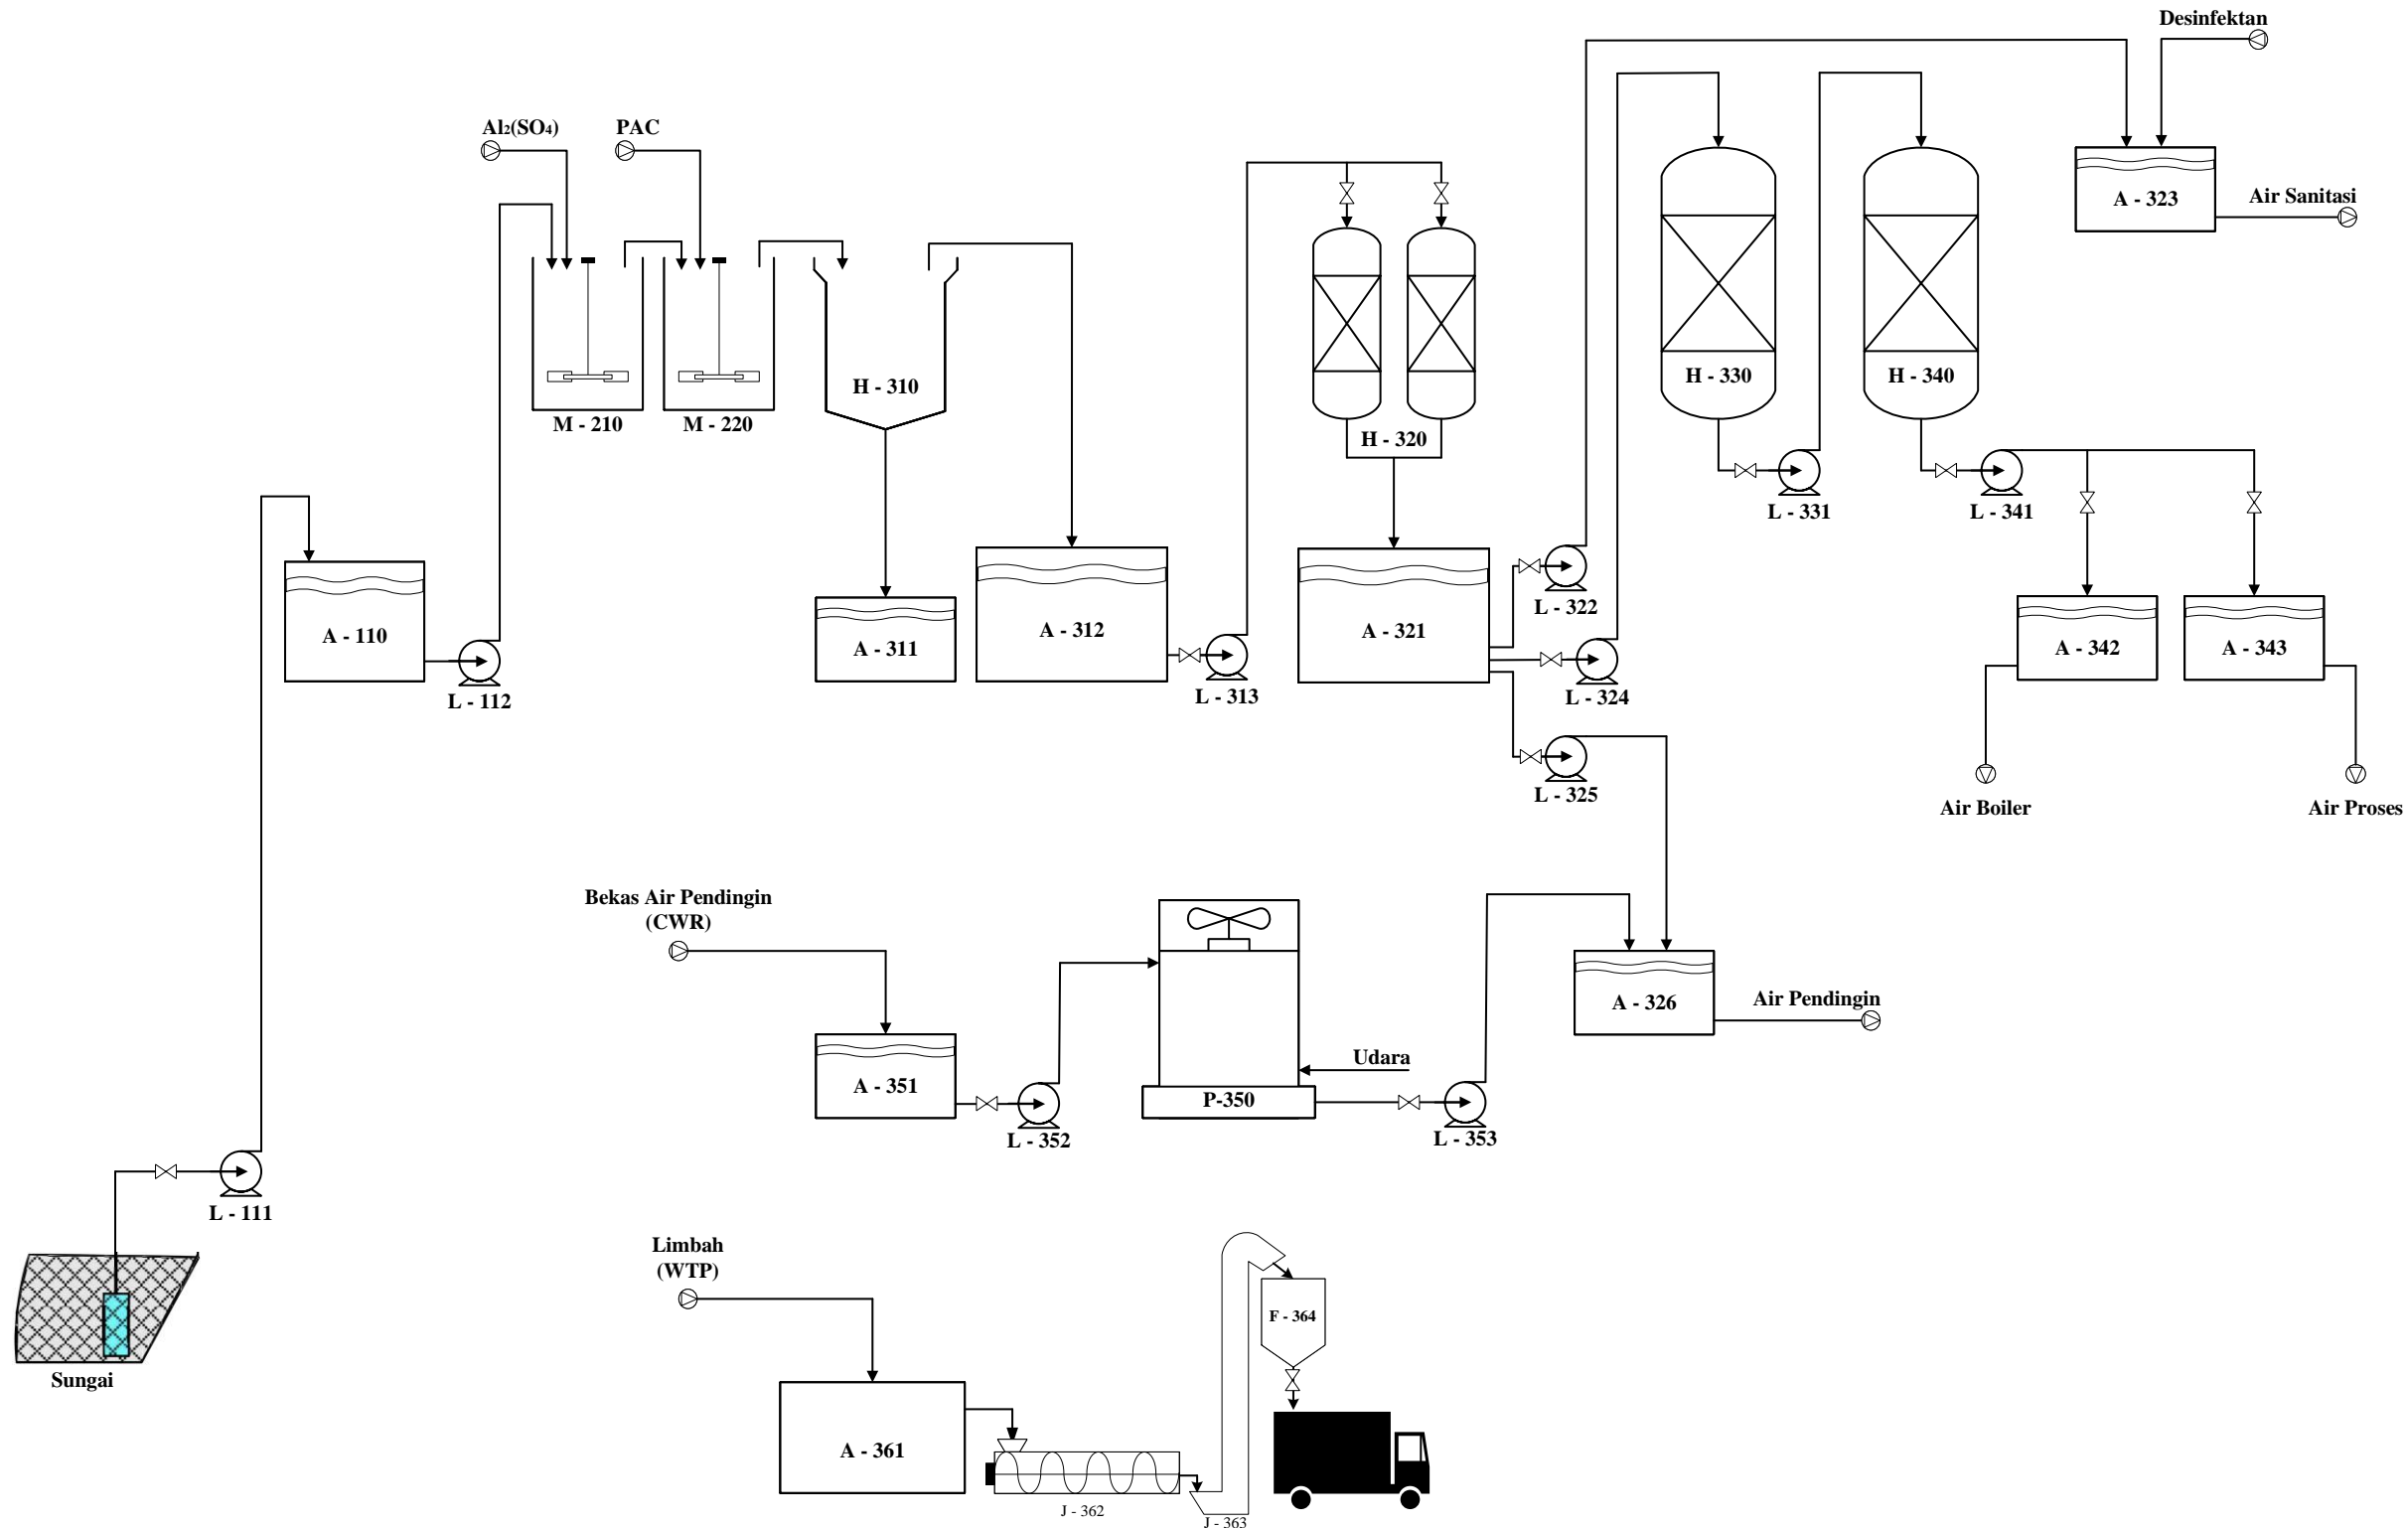 Desinfektan
Al₂(SO₄)
PAC
Air Sanitasi
A - 323
H - 310
H - 330
H - 340
M - 210
M - 220
H - 320
L - 331
L - 341
L - 322
A - 110
A - 311
A - 312
A - 321
A - 342
A - 343
L - 112
L - 313
L - 324
L - 325
Air Boiler
Air Proses
Bekas Air Pendingin
(CWR)
A - 326
Air Pendingin
Udara
A - 351
P-350
L - 352
L - 353
L - 111
Limbah
(WTP)
F - 364
Sungai
A - 361
J - 362
J - 363